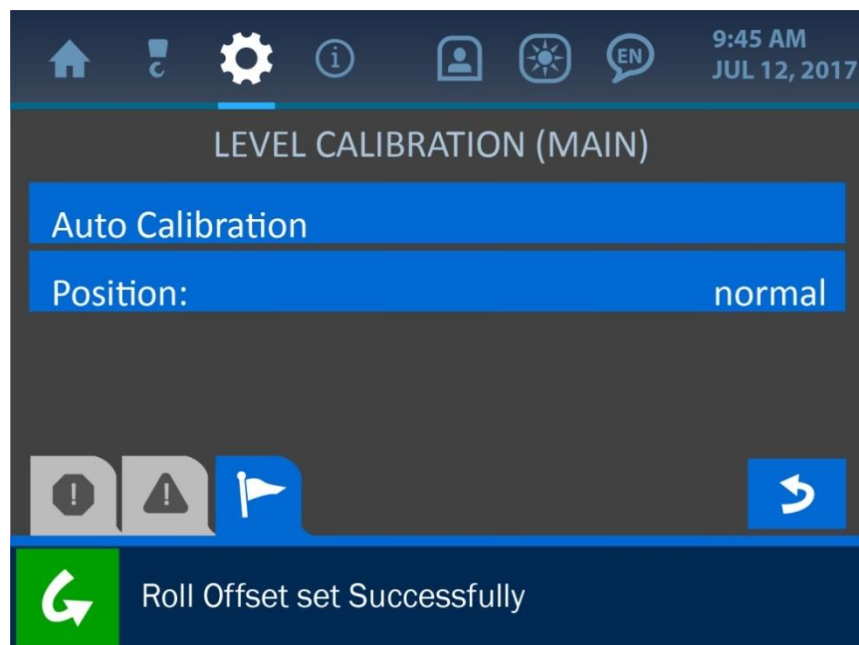 EN
9:45 AM
JUL 12, 2017
LEVEL CALIBRATION (MAIN)
Auto Calibration
Position: normal
Roll Offset set Successfully